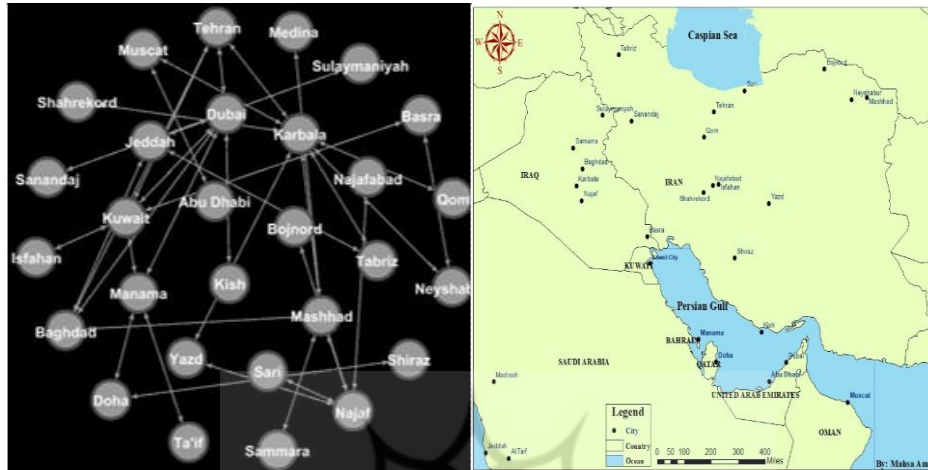 Tehran
Medina
Muscat
Sulaymaniyah
Shahrekord
Dubai
Basra
Karbala
Jeddah
Sanandaj
Najafabad
Abu Dhabi
Qom
Kuwait
Bojnord
Isfahan
Tabriz
Kish
Neyshab
Manama
Mashhad
Baghdad
Yazd
Shiraz
Sari
Doha
Najaf
Ta'if
Sammara
N
W E
S
Caspian Sea
Tabriz
Bojnord
Sari
Neyshabur
Mashhad
Tehran
Sulaymaniyah
Sanandaj
Qom
Samarra
Baghdad
IRAQ
Karbala
IRAN
Najafabad
Isfahan
Najaf
Shahrekord
Yazd
Basra
Shiraz
KUWAIT
Kuwait City
Persian Gulf
Kish
Manama
BAHRAIN
Doha
Dubai
QATAR
SAUDI ARABIA
Madinah
Abu Dhabi
UNITED ARAB EMIRATES
Muscat
Legend
City
Country
Ocean
OMAN
Jeddah
Al Taif
0 50 100 200 300 400
Miles
By: Mahsa Am